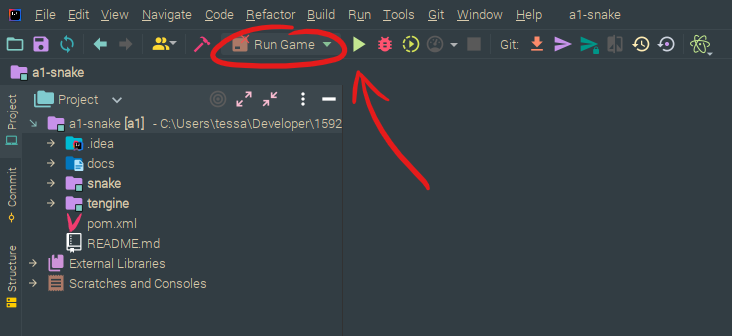 File Edit View Navigate Code Refactor Build Run Tools Git Window Help a1-snake
Run Game Git:
a1-snake
Project
Project
a1-snake [a1] - C:\Users\tessa\Developer\1592
.idea
docs
snake
tengine
pom.xml
README.md
External Libraries
Scratches and Consoles
Commit
Structure